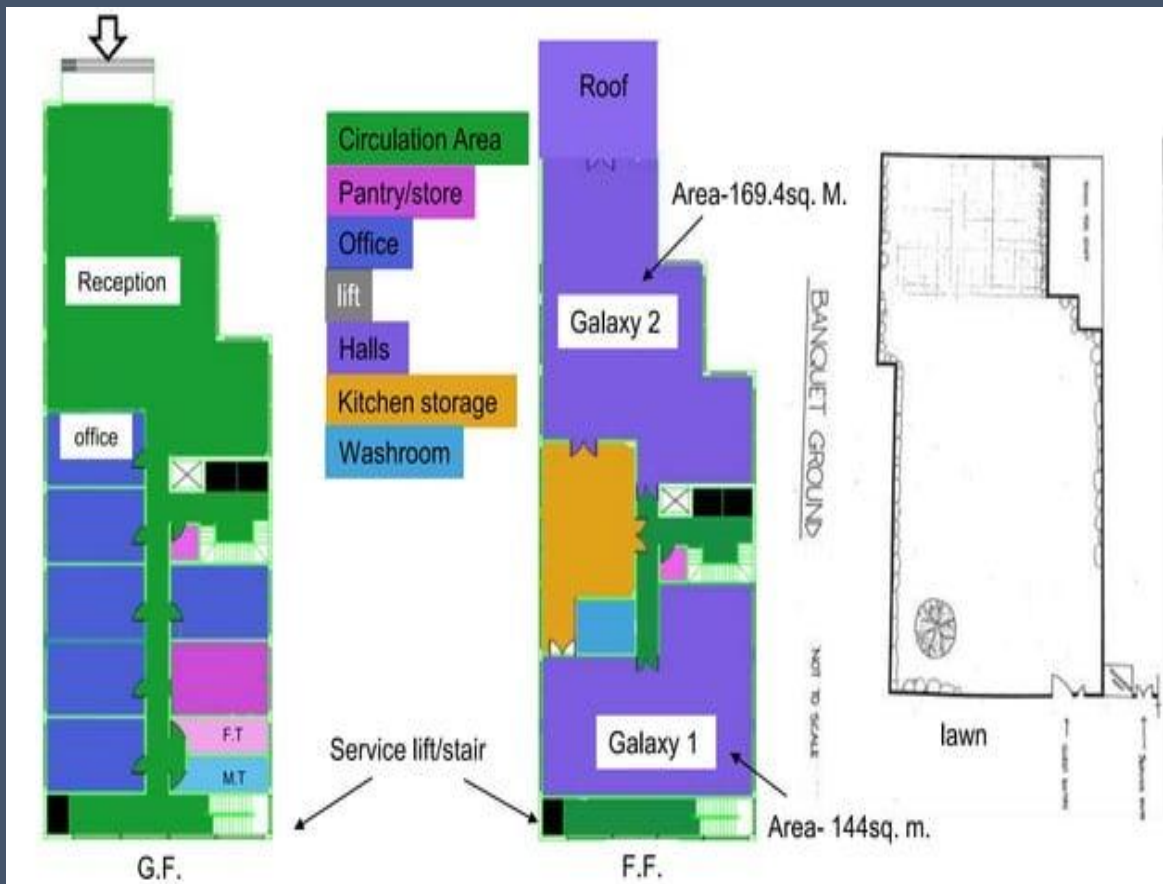 Reception
office
F.T
M.T
G.F.
Circulation Area
Pantry/store
Office
lift
Halls
Kitchen storage
Washroom
Service lift/stair
Roof
Area-169.4sq. M.
Galaxy 2
Galaxy 1
Area- 144sq. m.
F.F.
BANQUET GROUND
NOT TO SCALE
lawn